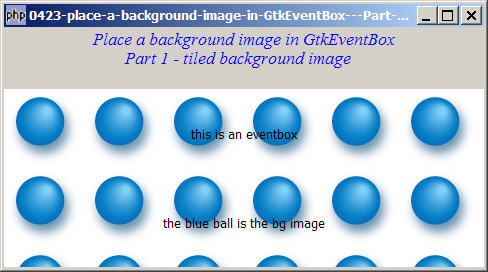 php 0423-place-a-background-image-in-GtkEventBox---Part-...
Place a background image in GtkEventBox
Part 1 - tiled background image
this is an eventbox
the blue ball is the bg image